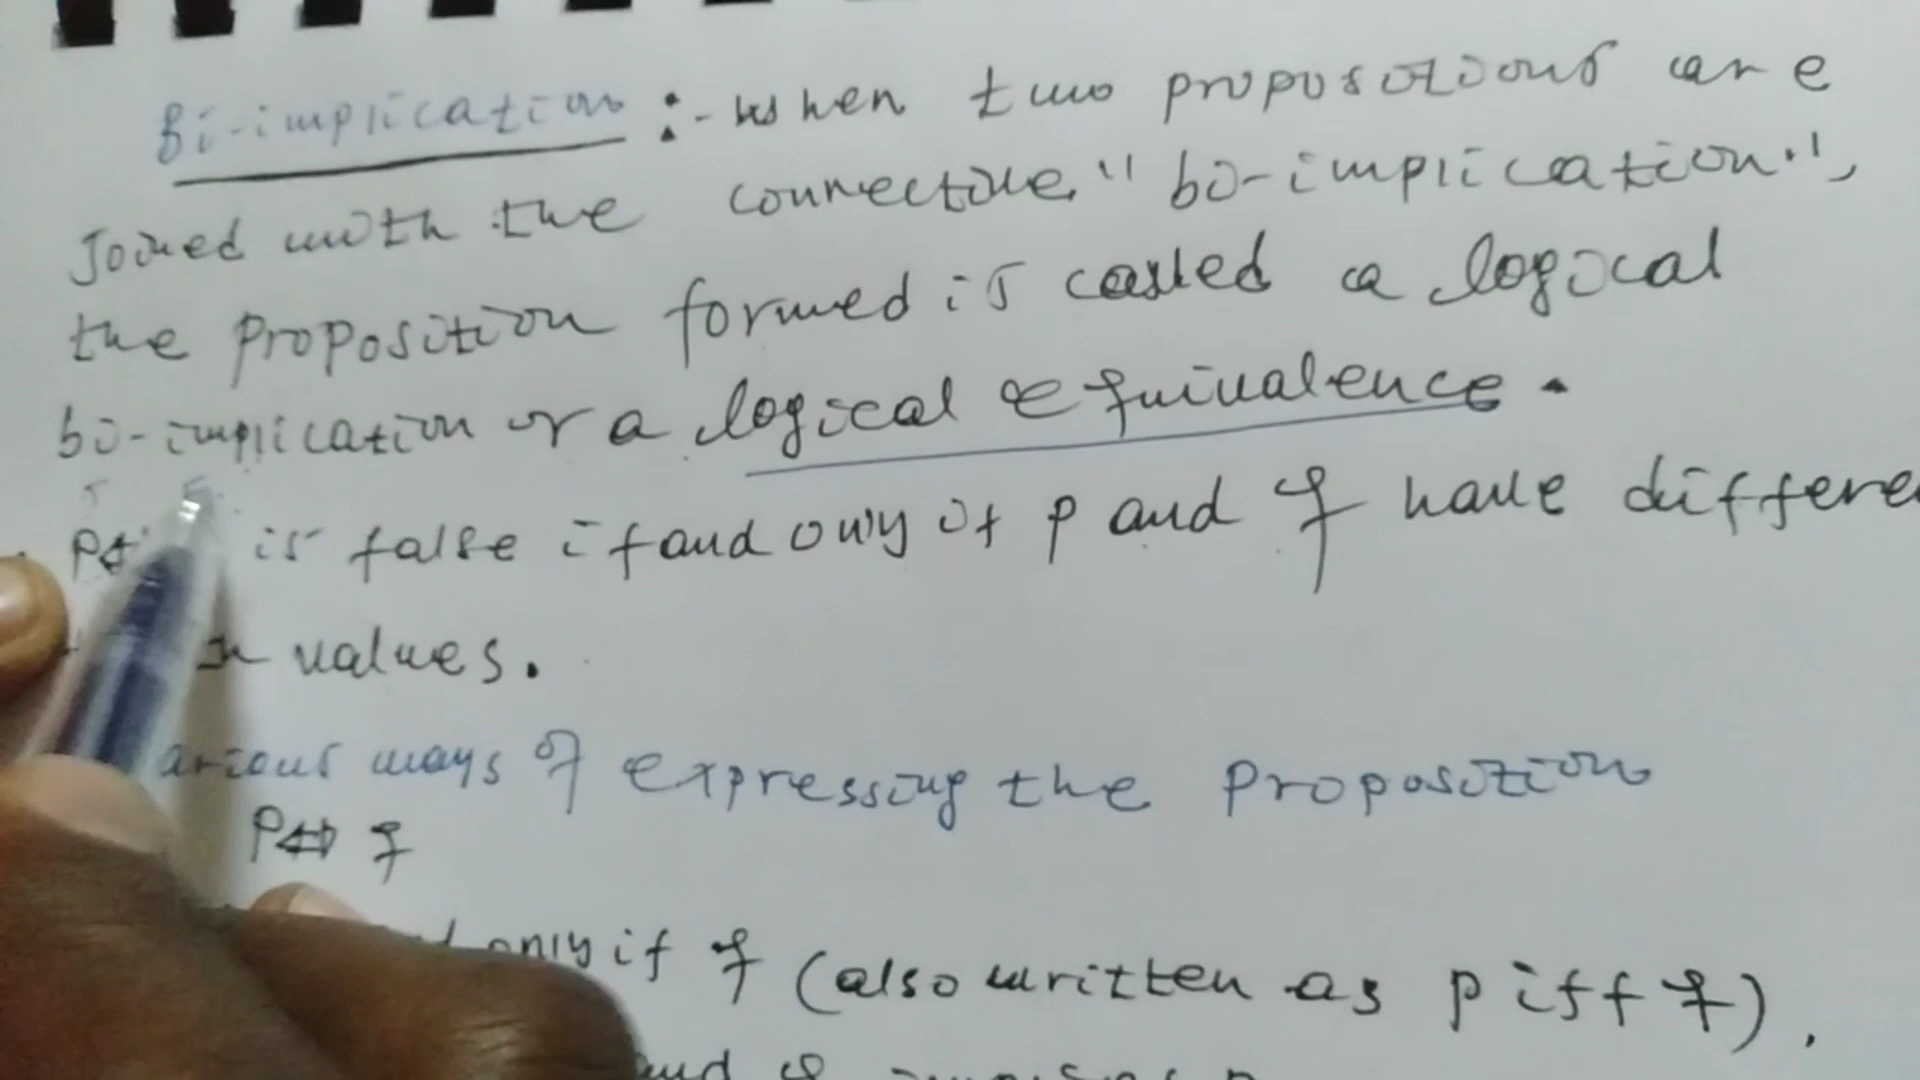 Bi-implication :- when two propositions are
Joined with the connective "bi-implication",
the proposition formed is called a logical
bi-implication or a logical equivalence.
T F
P is false if and only if p and q have differe
values.
arious ways of expressing the proposition
P⇔ q
only if q (also written as p iff q).